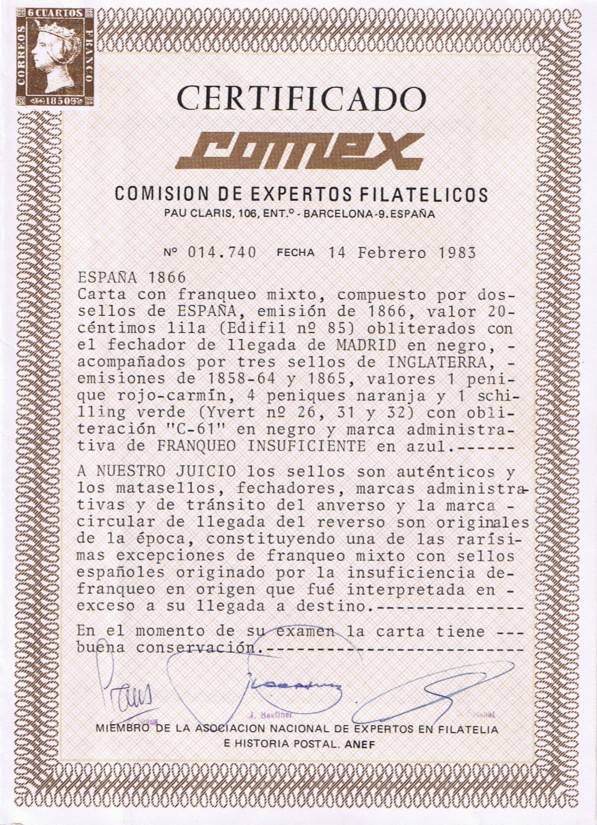 6 CUARTOS
CORREOS
FRANCO
1850
CERTIFICADO
comex
COMISION DE EXPERTOS FILATELICOS
PAU CLARIS, 106, ENT.º - BARCELONA-9. ESPAÑA
Nº 014.740 FECHA 14 Febrero 1983
ESPAÑA 1866
Carta con franqueo mixto, compuesto por dos-
sellos de ESPAÑA, emisión de 1866, valor 20-
céntimos lila (Edifil nº 85) obliterados con
el fechador de llegada de MADRID en negro, -
acompañados por tres sellos de INGLATERRA, -
emisiones de 1858-64 y 1865, valores 1 peni-
que rojo-carmín, 4 peniques naranja y 1 schi-
lling verde (Yvert nº 26, 31 y 32) con obli-
teración "C-61" en negro y marca administra-
tiva de FRANQUEO INSUFICIENTE en azul.------
A NUESTRO JUICIO los sellos son auténticos y
los matasellos, fechadores, marcas administra-
tivas y de tránsito del anverso y la marca -
circular de llegada del reverso son originales
de la época, constituyendo una de las rarísi-
mas excepciones de franqueo mixto con sellos
españoles originado por la insuficiencia de-
franqueo en origen que fué interpretada en -
exceso a su llegada a destino.---------------
En el momento de su examen la carta tiene ---
buena conservación.--------------------------
MIEMBRO DE LA ASOCIACION NACIONAL DE EXPERTOS EN FILATELIA
E HISTORIA POSTAL. ANEF